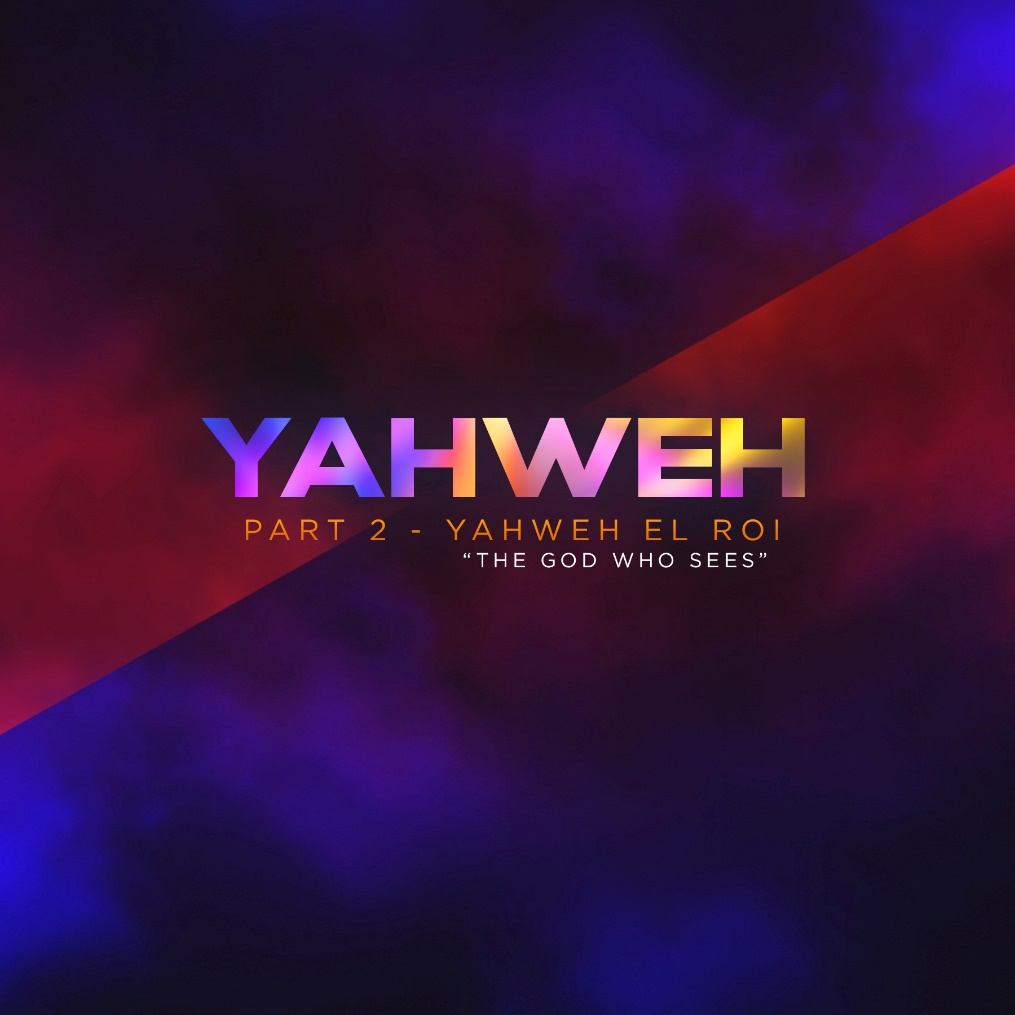 YAHWEH
PART 2 - YAHWEH EL ROI
“THE GOD WHO SEES”